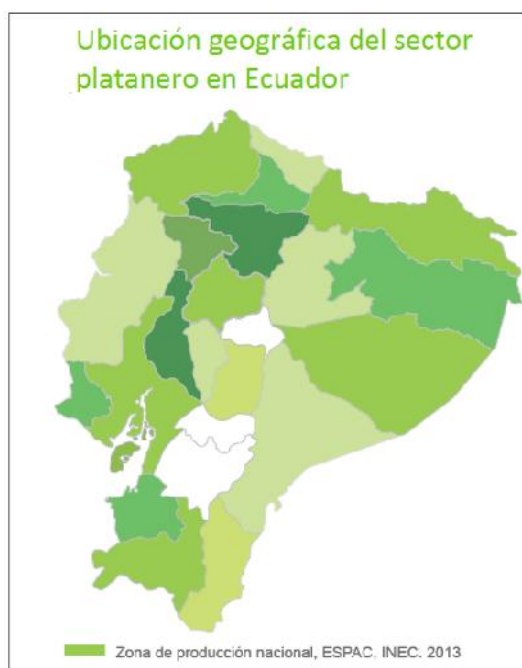 Ubicación geográfica del sector
platanero en Ecuador
Zona de producción nacional, ESPAC. INEC. 2013